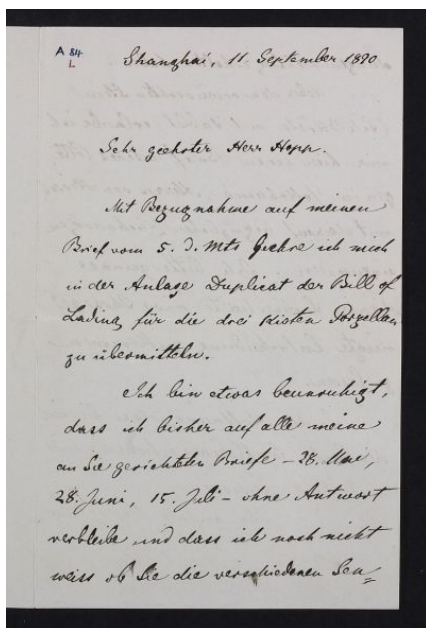 A 84
L
Shanghai, 11. September 1890
Sehr geehrter Herr Hopp.
Mit Bezugnahme auf meinen
Brief vom 5. d. Mts beehre ich mich
in der Anlage Duplicat der Bill of
Lading für die drei Kisten Porzellan
zu übermitteln.
Ich bin etwas beunruhigt,
dass ich bisher auf alle meine
an Sie gerichteten Briefe – 28. Mai,
28. Juni, 15. Juli – ohne Antwort
verbleibe und dass ich noch nicht
weiss ob Sie die verschiedenen Sen=